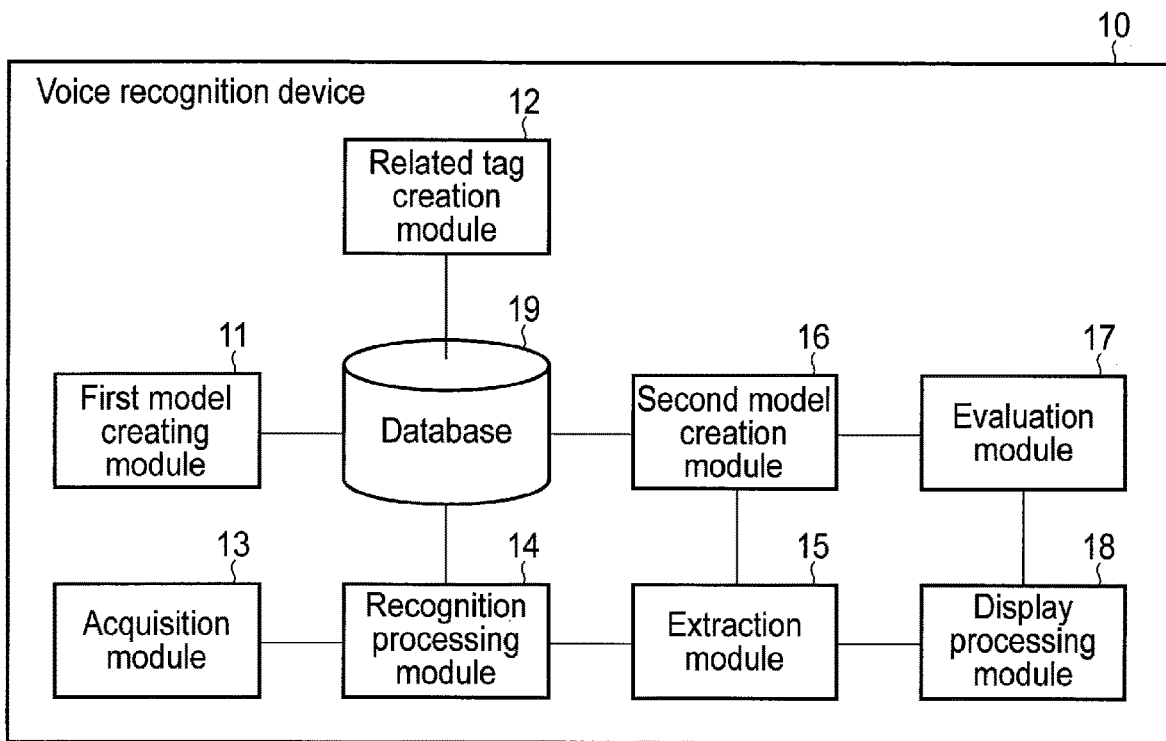 10
Voice recognition device
12
Related tag
creation
module
11
First model
creating
module
19
Database
16
Second model
creation
module
17
Evaluation
module
13
Acquisition
module
14
Recognition
processing
module
15
Extraction
module
18
Display
processing
module